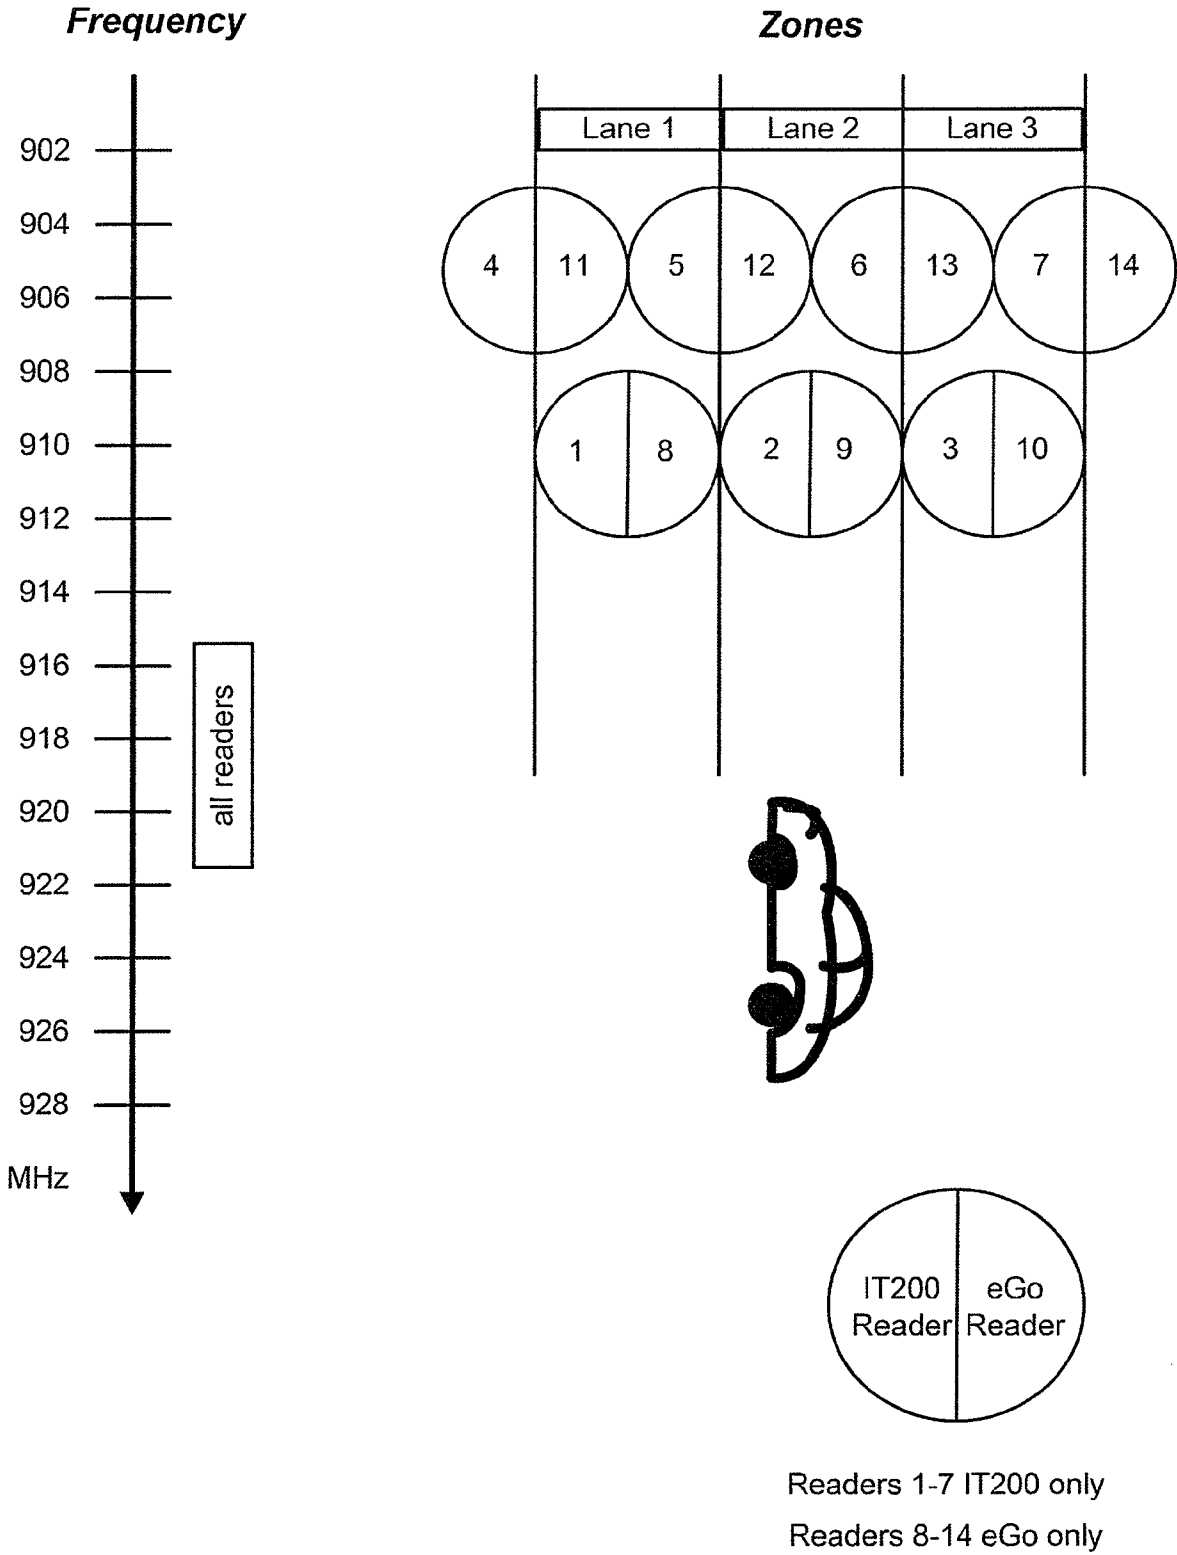 Frequency
Zones
Lane 1 Lane 2 Lane 3
902
904
906
908
910
912
914
916
918
920
922
924
926
928
MHz
all readers
4 11 5 12 6 13 7 14
1 8 2 9 3 10
IT200 Reader
eGo Reader
Readers 1-7 IT200 only
Readers 8-14 eGo only